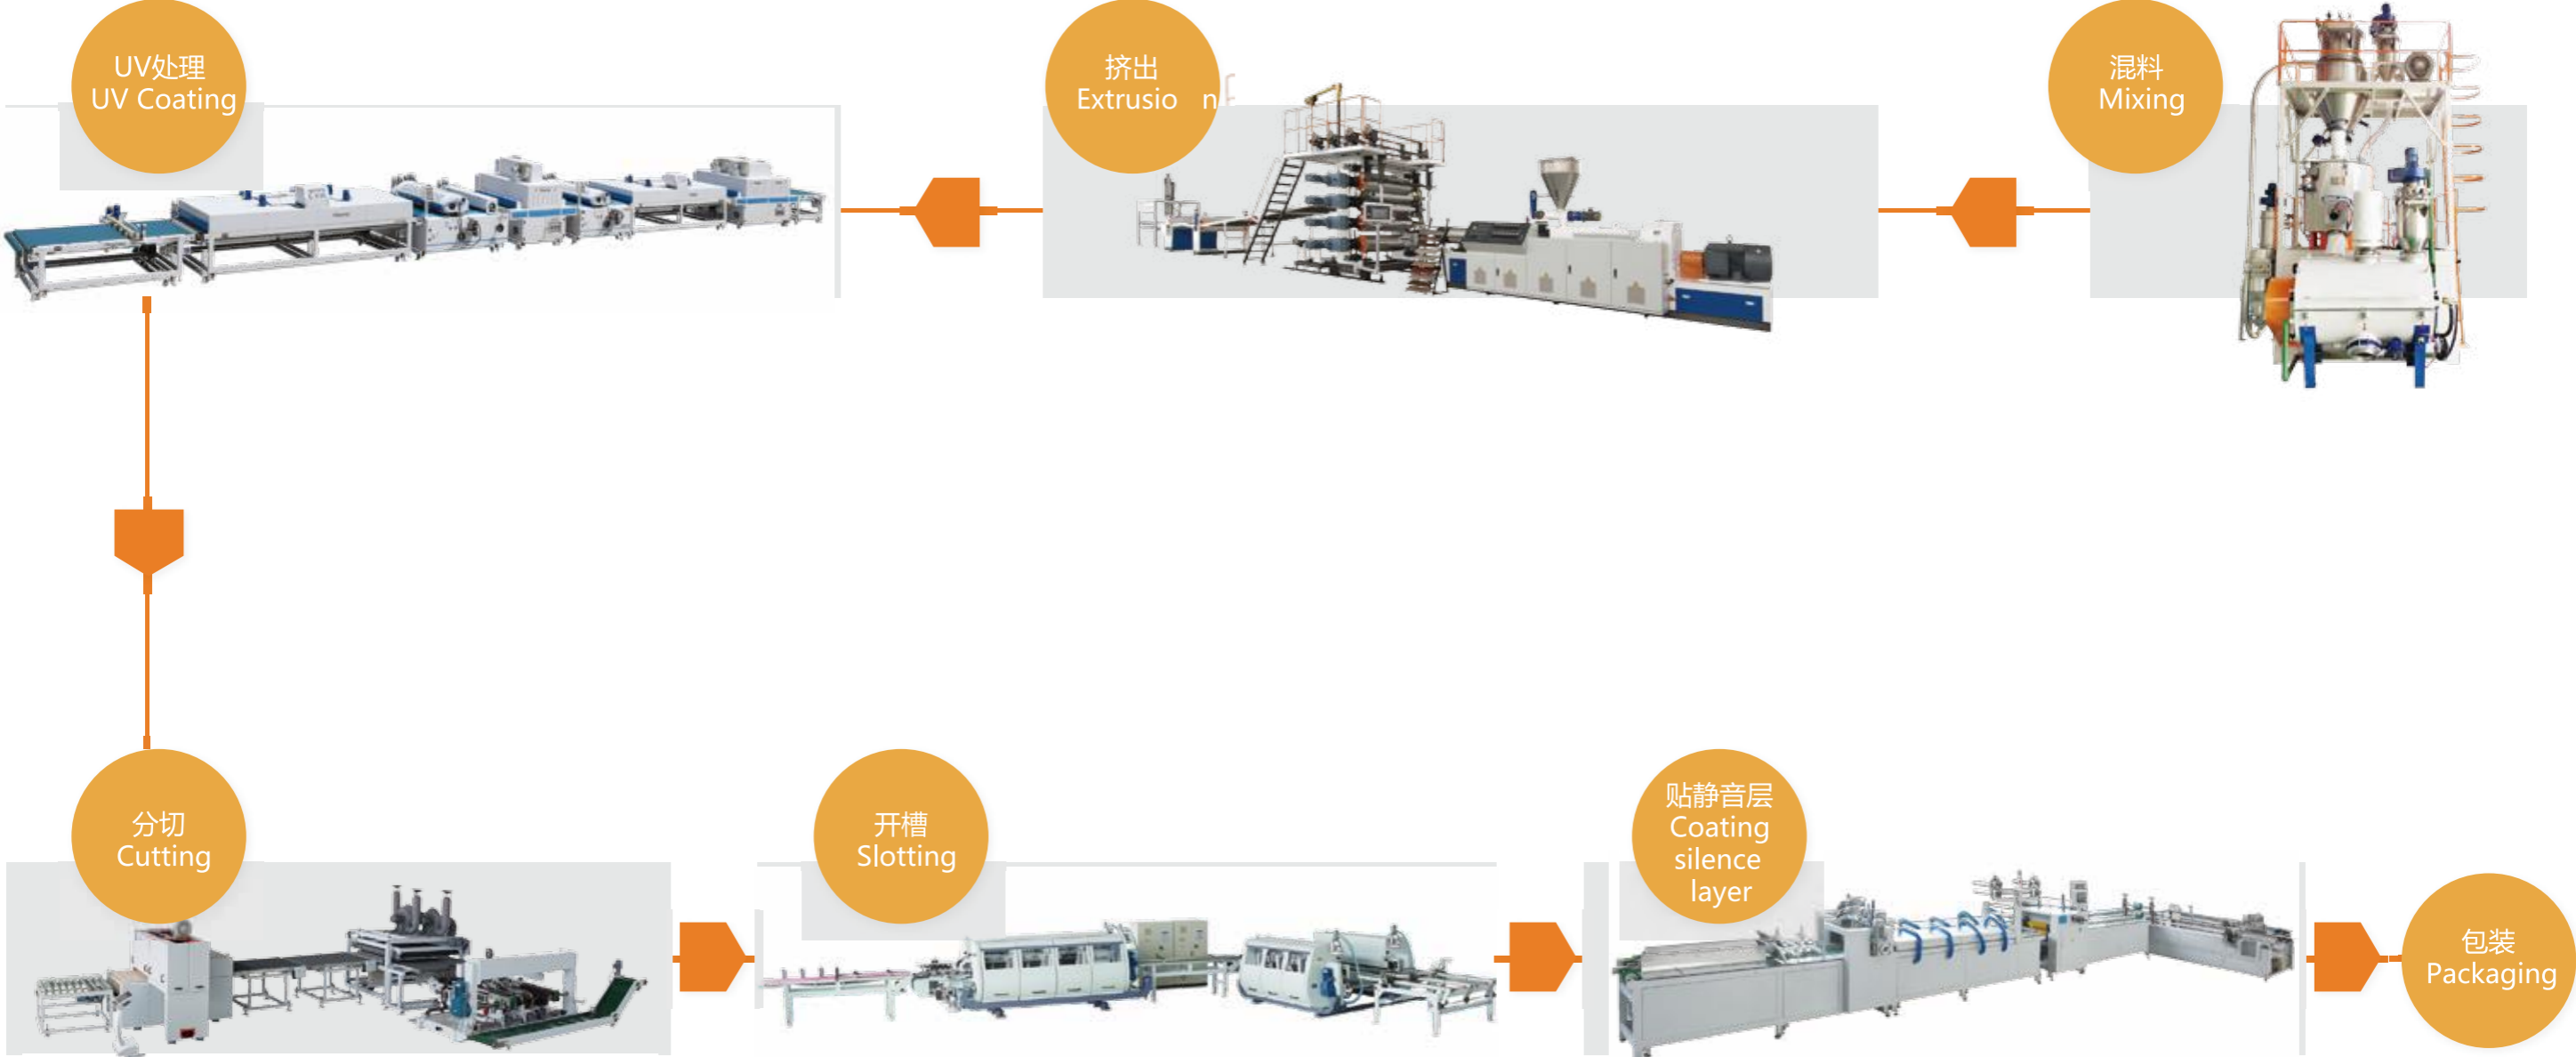 UV处理
UV Coating
挤出
Extrusio n
混料
Mixing
分切
Cutting
开槽
Slotting
贴静音层
Coating
silence
layer
包装
Packaging